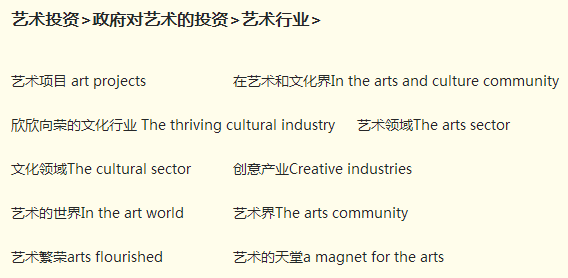 艺术投资>政府对艺术的投资>艺术行业>
艺术项目 art projects 在艺术和文化界In the arts and culture community
欣欣向荣的文化行业 The thriving cultural industry 艺术领域The arts sector
文化领域The cultural sector 创意产业Creative industries
艺术的世界In the art world 艺术界The arts community
艺术繁荣arts flourished 艺术的天堂a magnet for the arts